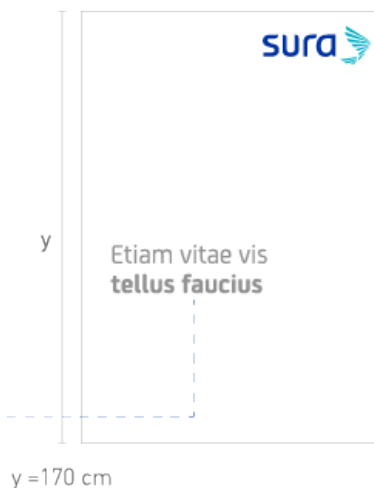 sura
y
Etiam vitae vis
tellus faucius
y =170 cm